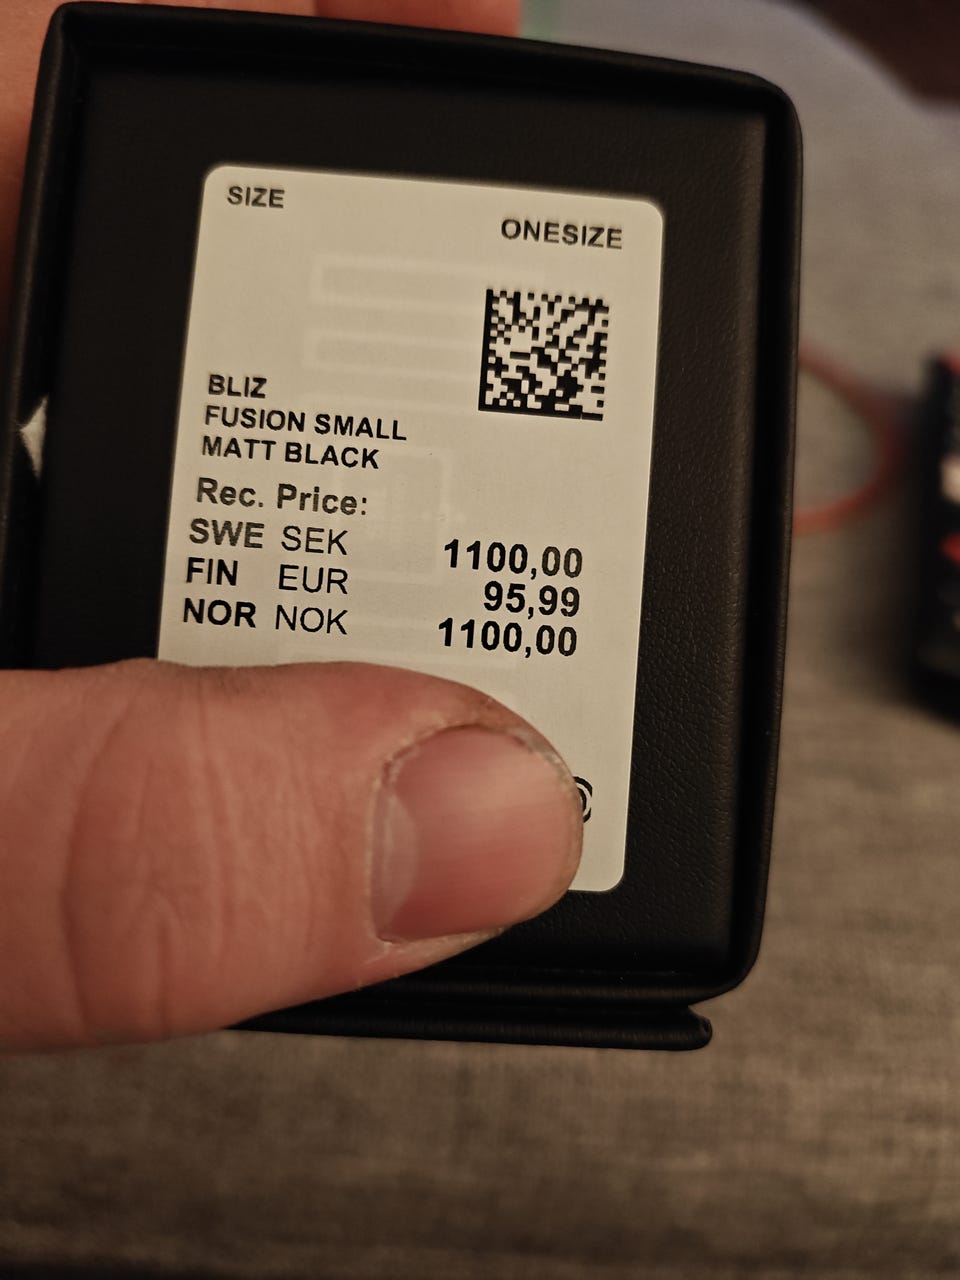 SIZE
ONESIZE
BLIZ
FUSION SMALL
MATT BLACK
Rec. Price:
SWE SEK 1100,00
FIN EUR 95,99
NOR NOK 1100,00